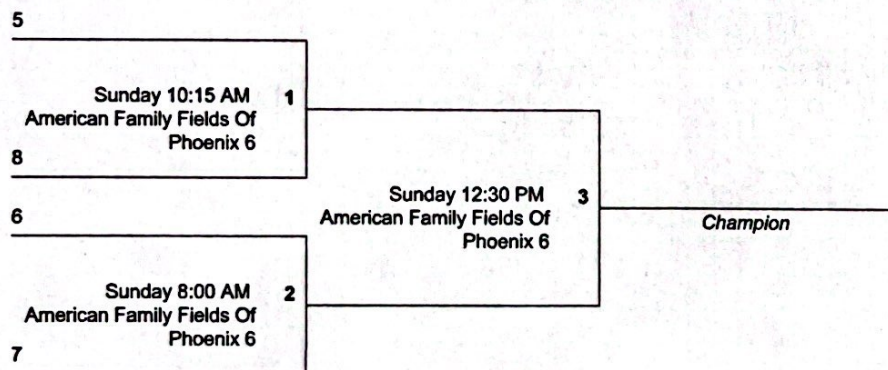 5
Sunday 10:15 AM 1
American Family Fields Of
Phoenix 6
8
6
Sunday 12:30 PM 3
American Family Fields Of
Phoenix 6
Champion
Sunday 8:00 AM 2
American Family Fields Of
Phoenix 6
7